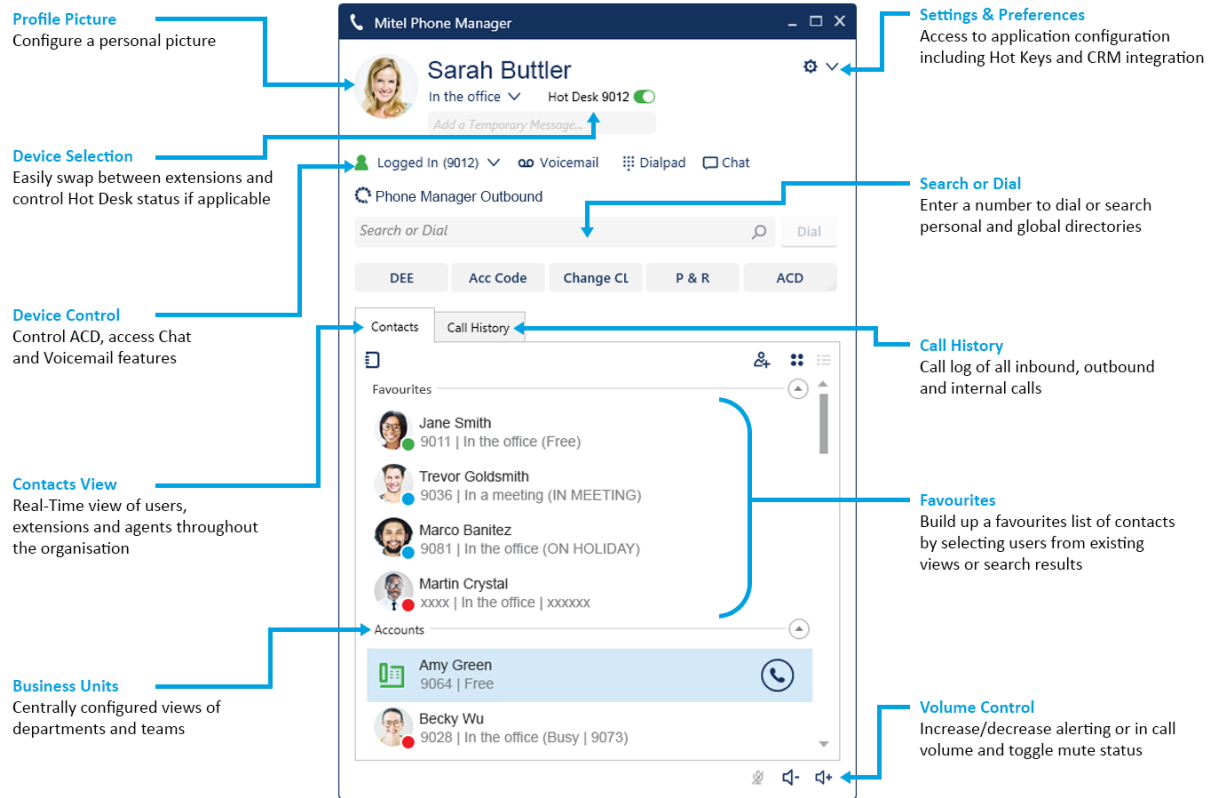 Profile Picture
Configure a personal picture
Device Selection
Easily swap between extensions and
control Hot Desk status if applicable
Device Control
Control ACD, access Chat
and Voicemail features
Contacts View
Real-Time view of users,
extensions and agents throughout
the organisation
Business Units
Centrally configured views of
departments and teams
Mitel Phone Manager
Sarah Buttler
In the office Hot Desk 9012
Add a Temporary Message...
Logged In (9012) Voicemail Dialpad Chat
Phone Manager Outbound
Search or Dial Dial
DEE Acc Code Change CL P & R ACD
Contacts Call History
Favourites
Jane Smith
9011 | In the office (Free)
Trevor Goldsmith
9036 | In a meeting (IN MEETING)
Marco Banitez
9081 | In the office (ON HOLIDAY)
Martin Crystal
xxxx | In the office | xxxxxx
Accounts
Amy Green
9064 | Free
Becky Wu
9028 | In the office (Busy | 9073)
Settings & Preferences
Access to application configuration
including Hot Keys and CRM integration
Search or Dial
Enter a number to dial or search
personal and global directories
Call History
Call log of all inbound, outbound
and internal calls
Favourites
Build up a favourites list of contacts
by selecting users from existing
views or search results
Volume Control
Increase/decrease alerting or in call
volume and toggle mute status